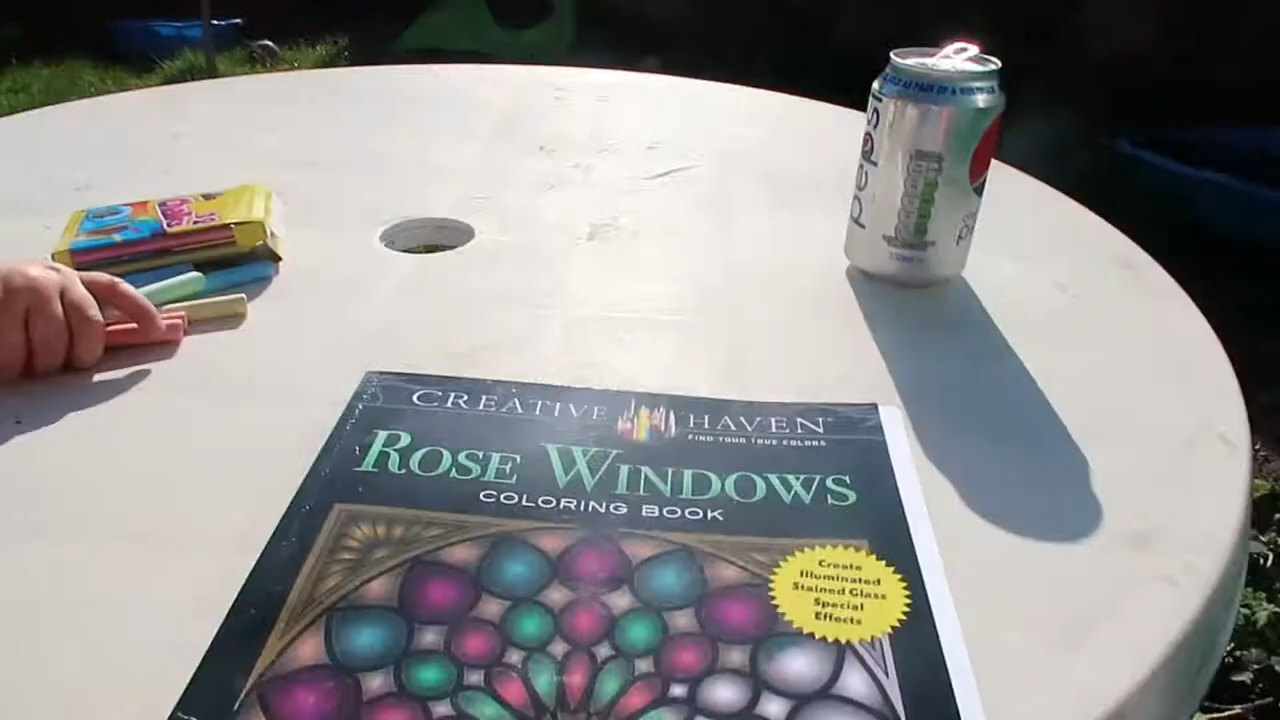 pepsi
CREATIVE HAVEN
FIND YOUR TRUE COLORS
ROSE WINDOWS
COLORING BOOK
Create
Illuminated
Stained Glass
Special
Effects